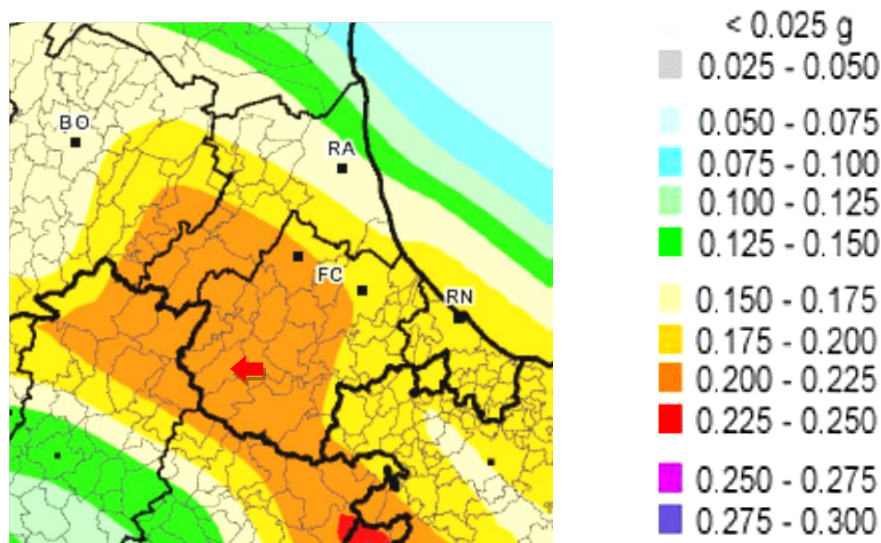 BO
RA
FC
RN
< 0.025 g
0.025 - 0.050
0.050 - 0.075
0.075 - 0.100
0.100 - 0.125
0.125 - 0.150
0.150 - 0.175
0.175 - 0.200
0.200 - 0.225
0.225 - 0.250
0.250 - 0.275
0.275 - 0.300